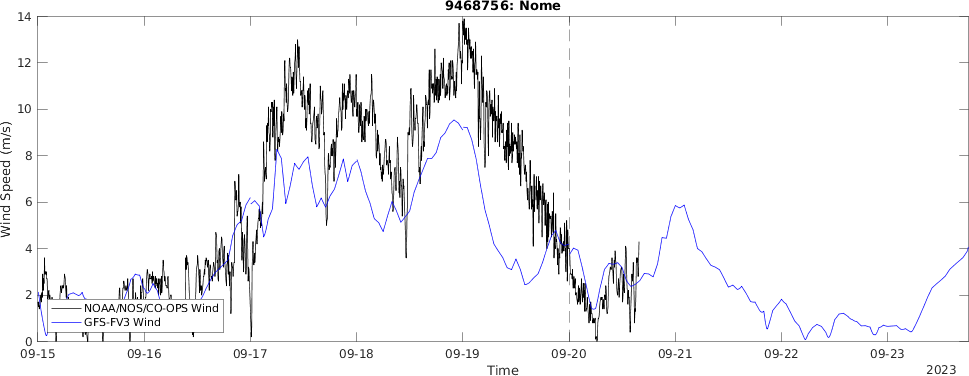 9468756: Nome
14
12
10
8
6
4
2
0
Wind Speed (m/s)
NOAA/NOS/CO-OPS Wind
GFS-FV3 Wind
09-15 09-16 09-17 09-18 09-19 09-20 09-21 09-22 09-23
Time
2023